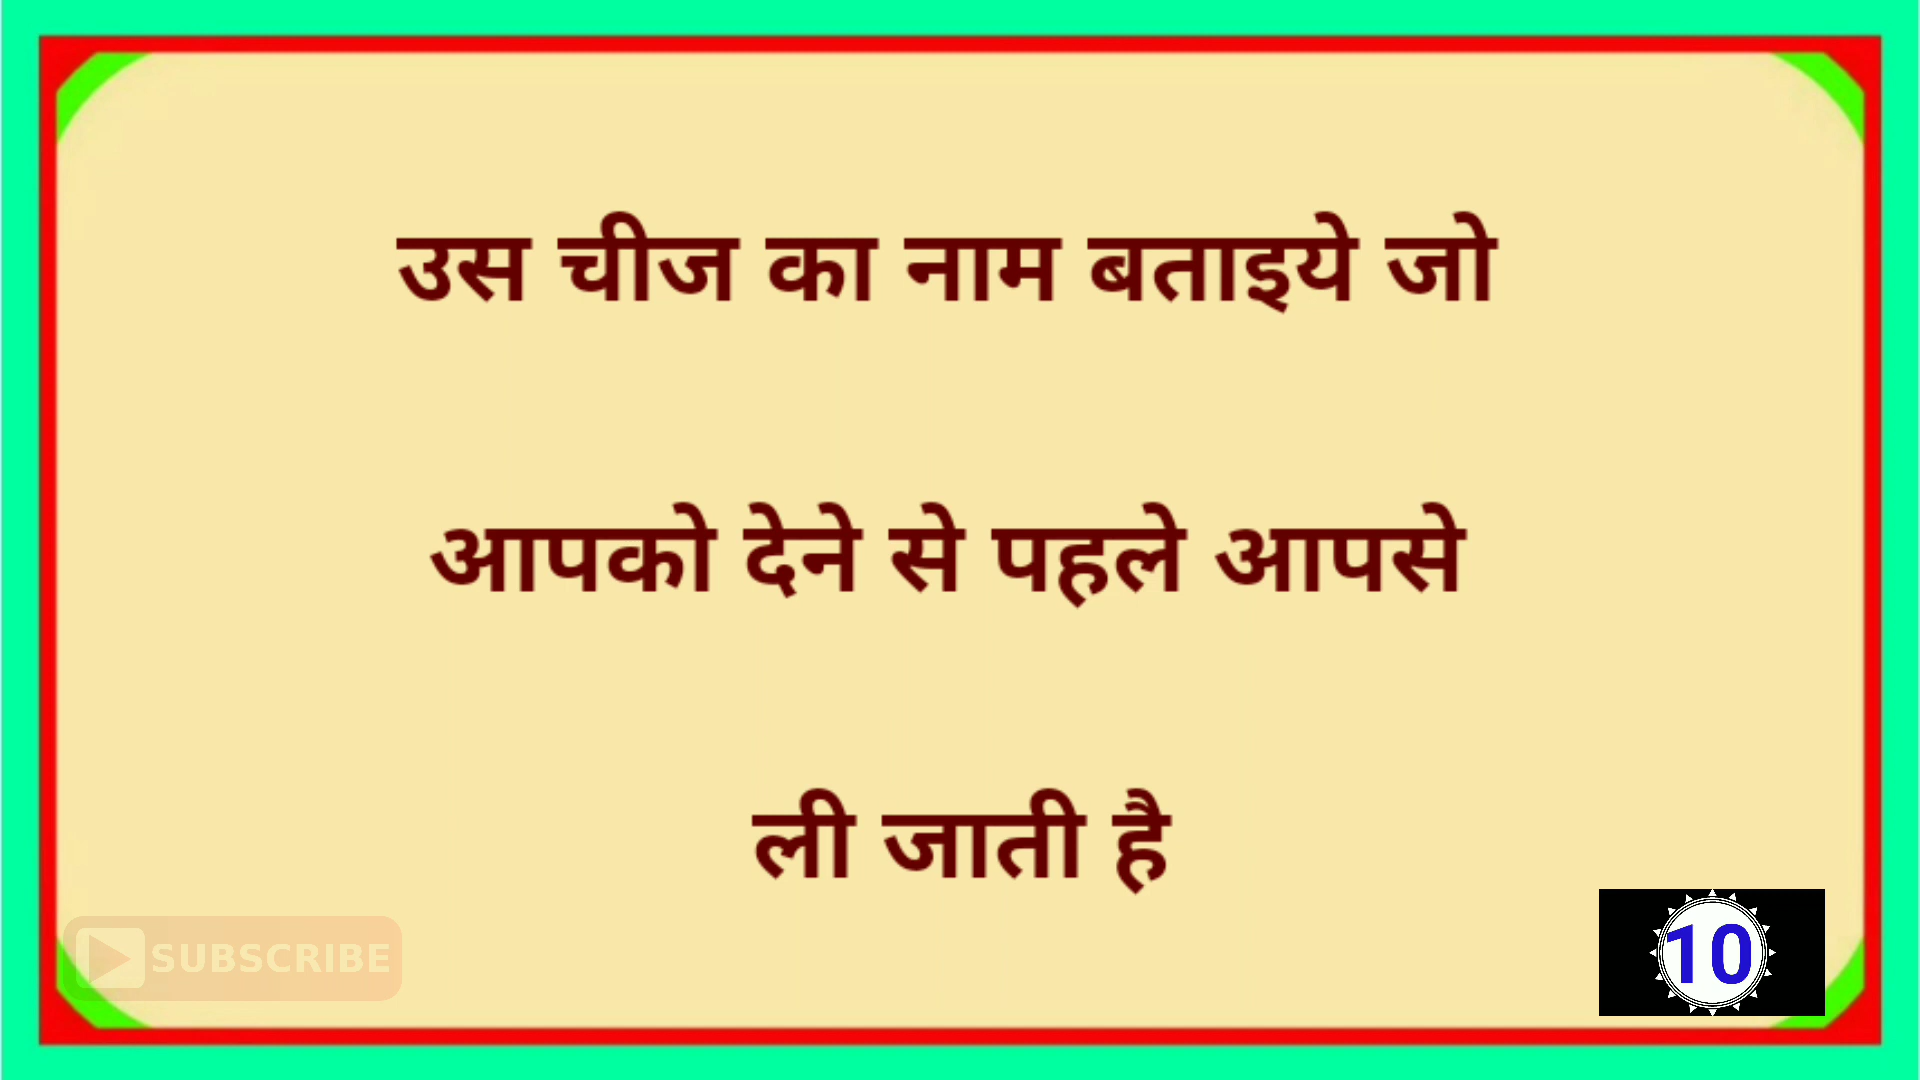 उस चीज का नाम बताइये जो
आपको देने से पहले आपसे
ली जाती है
SUBSCRIBE
10